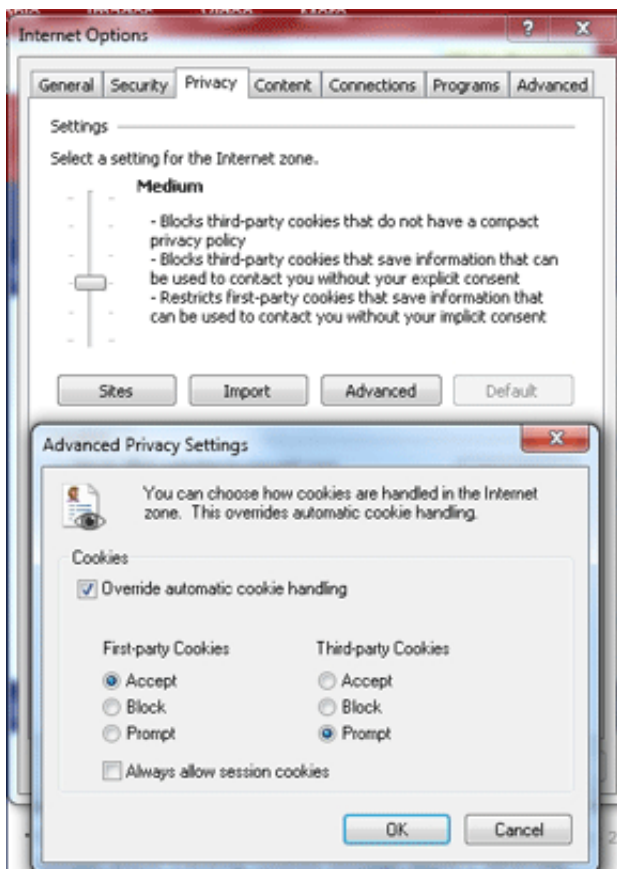 Images Video More
Internet Options
General Security Privacy Content Connections Programs Advanced
Settings
Select a setting for the Internet zone.
Medium
- Blocks third-party cookies that do not have a compact
privacy policy
- Blocks third-party cookies that save information that can
be used to contact you without your explicit consent
- Restricts first-party cookies that save information that
can be used to contact you without your implicit consent
Sites Import Advanced Default
Advanced Privacy Settings
You can choose how cookies are handled in the Internet
zone. This overrides automatic cookie handling.
Cookies
Override automatic cookie handling
First-party Cookies Third-party Cookies
Accept Accept
Block Block
Prompt Prompt
Always allow session cookies
OK Cancel